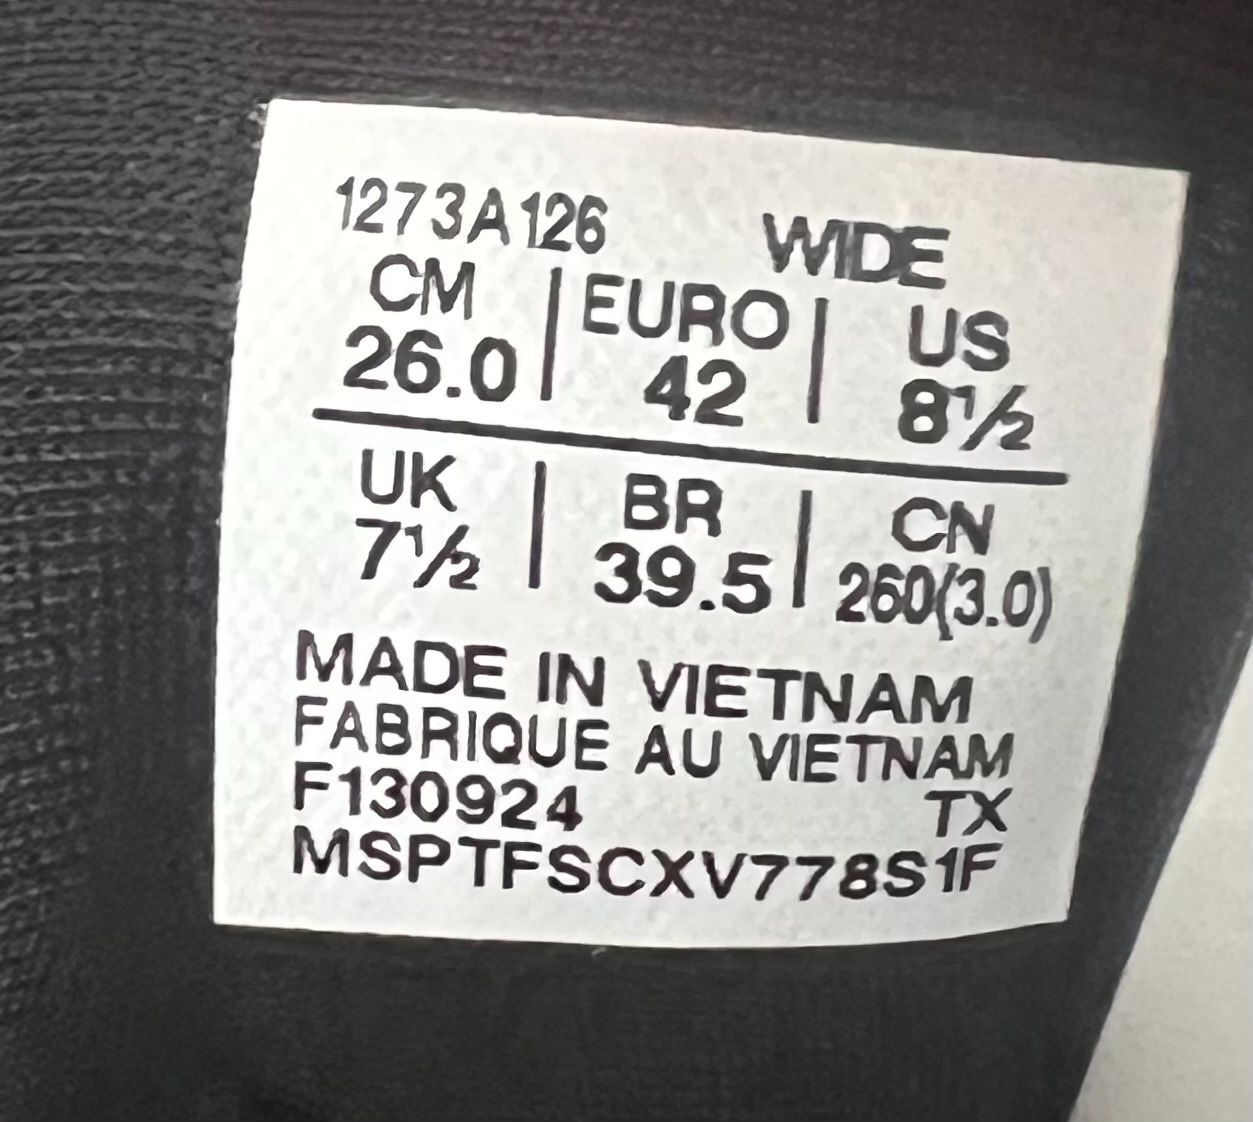 1273A126 WIDE
CM | EURO | US
26.0 | 42 | 8½
UK | BR | CN
7½ | 39.5 | 260(3.0)
MADE IN VIETNAM
FABRIQUE AU VIETNAM
F130924 TX
MSPTFSCXV778S1F